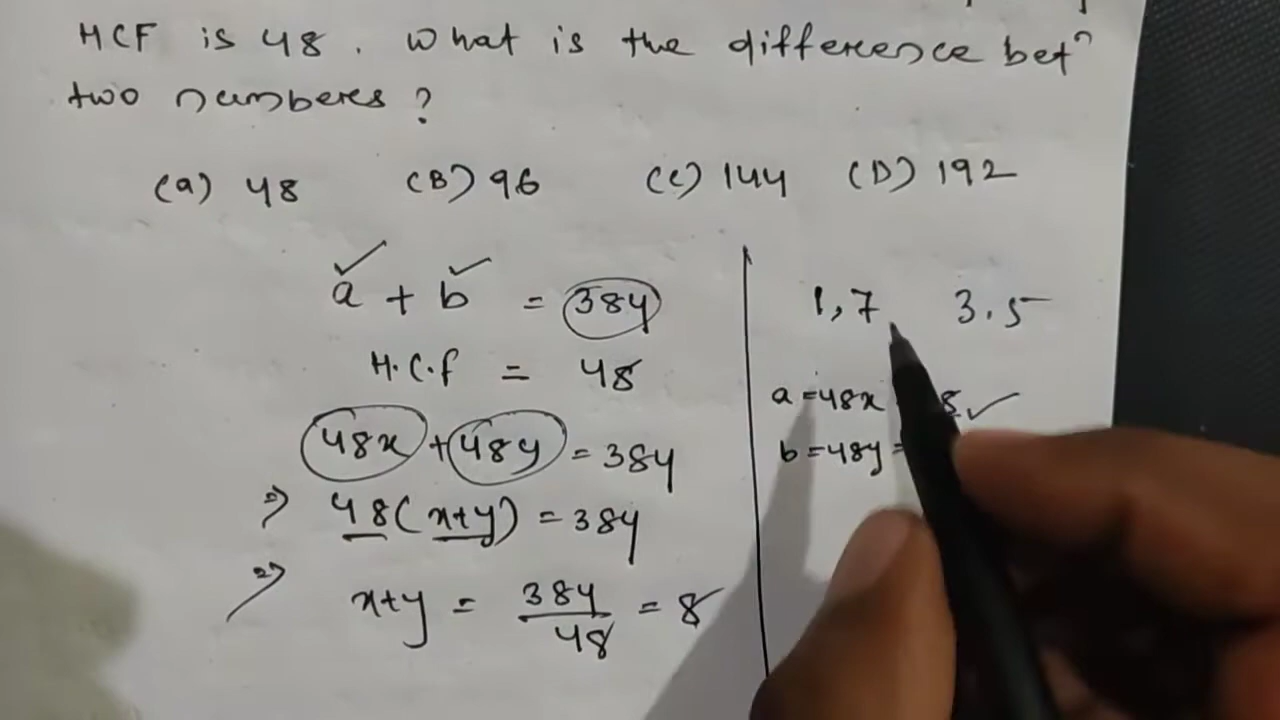 HCF is 48. What is the difference betn
two numberes?
(a) 48 (B) 96 (c) 144 (D) 192
a + b = 384
H.C.f = 48
48x + 48y = 384
⇒ 48(x+y) = 384
⇒ x+y = 384/48 = 8
1,7 3.5
a = 48x
b = 48y =